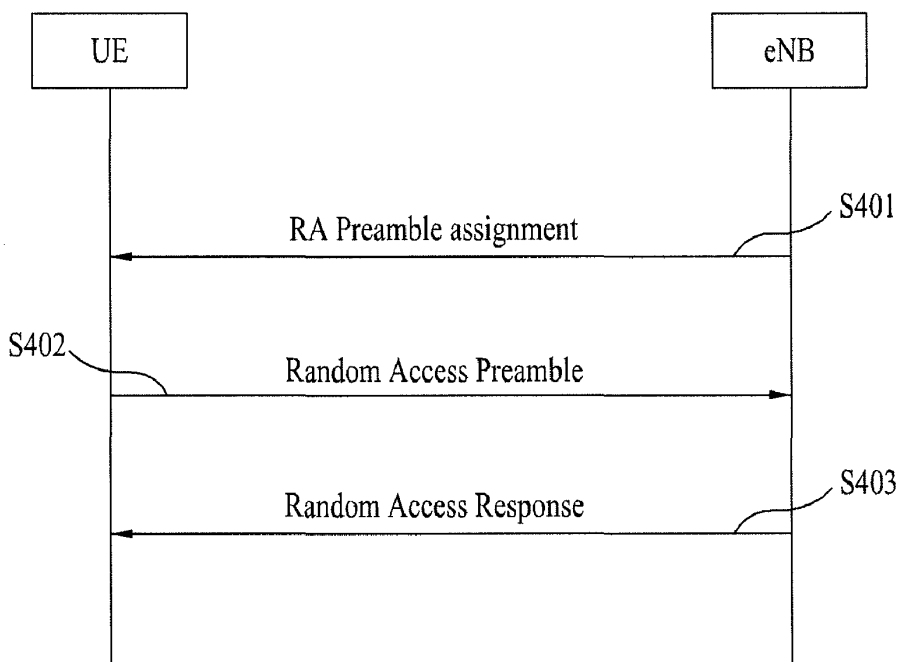 UE
eNB
S401
RA Preamble assignment
S402
Random Access Preamble
S403
Random Access Response